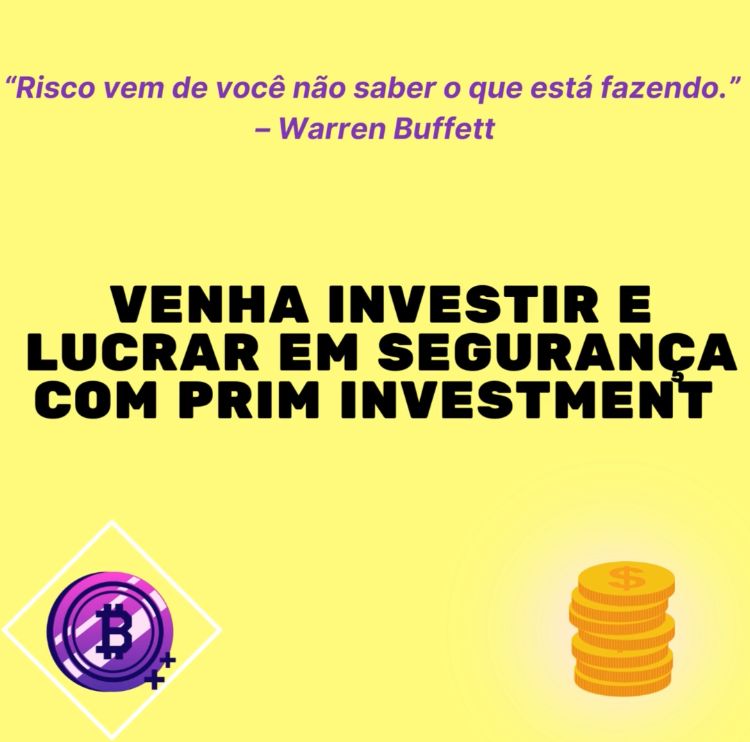 “Risco vem de você não saber o que está fazendo.”
– Warren Buffett
VENHA INVESTIR E
LUCRAR EM SEGURANÇA
COM PRIM INVESTMENT